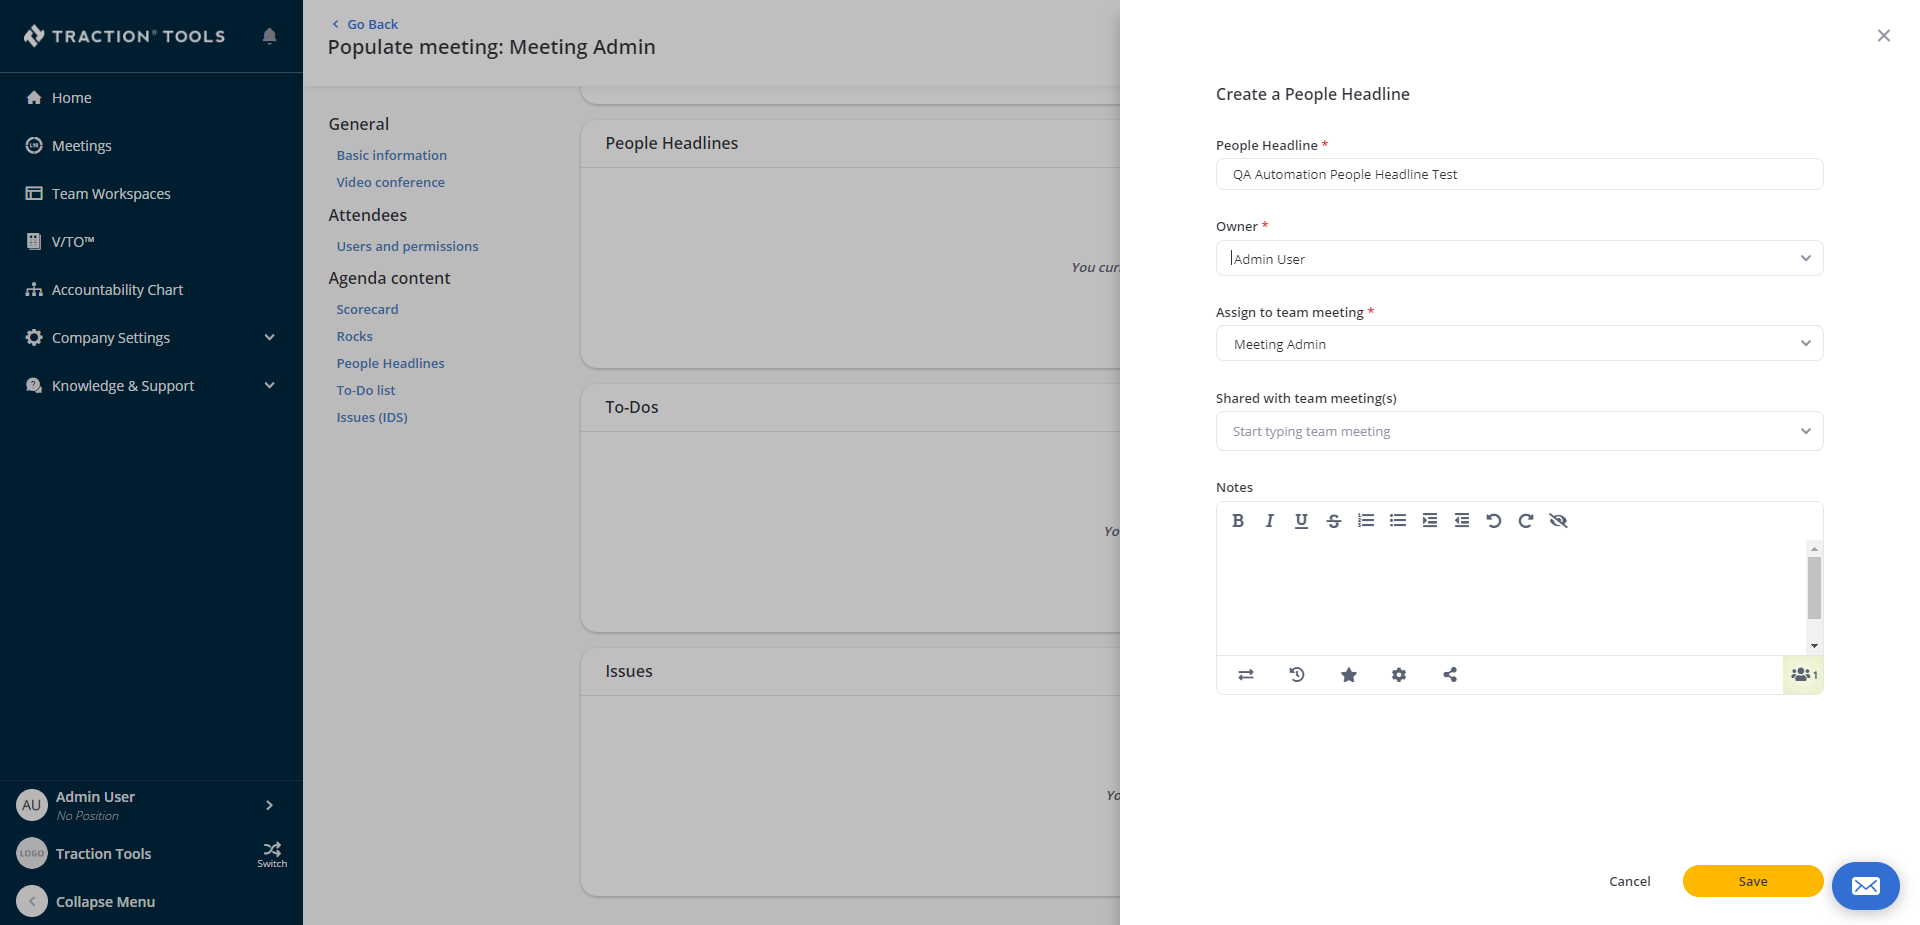 TRACTION® TOOLS
Home
Meetings
Team Workspaces
V/TO™
Accountability Chart
Company Settings
Knowledge & Support
AU
Admin User
No Position
LOGO
Traction Tools
Switch
Collapse Menu
Go Back
Populate meeting: Meeting Admin
General
Basic information
Video conference
Attendees
Users and permissions
Agenda content
Scorecard
Rocks
People Headlines
To-Do list
Issues (IDS)
People Headlines
You cur
To-Dos
Yo
Issues
Yo
Create a People Headline
People Headline *
QA Automation People Headline Test
Owner *
Admin User
Assign to team meeting *
Meeting Admin
Shared with team meeting(s)
Start typing team meeting
Notes
B I U S
1
Cancel
Save